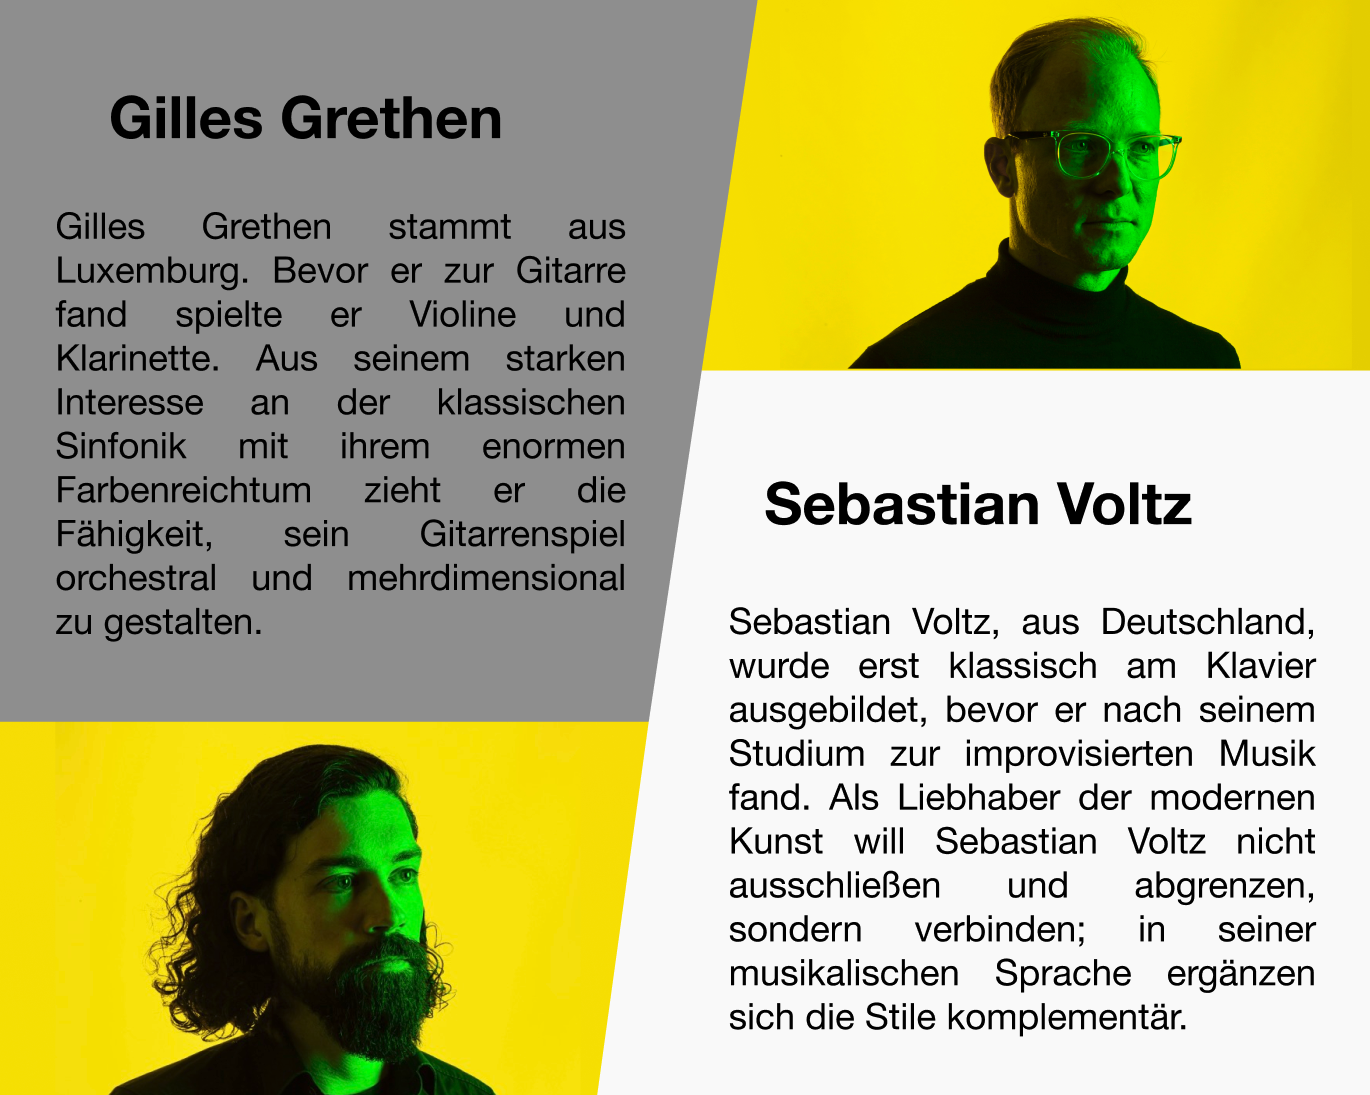 Gilles Grethen
Gilles Grethen stammt aus
Luxemburg. Bevor er zur Gitarre
fand spielte er Violine und
Klarinette. Aus seinem starken
Interesse an der klassischen
Sinfonik mit ihrem enormen
Farbenreichtum zieht er die
Fähigkeit, sein Gitarrenspiel
orchestral und mehrdimensional
zu gestalten.
Sebastian Voltz
Sebastian Voltz, aus Deutschland,
wurde erst klassisch am Klavier
ausgebildet, bevor er nach seinem
Studium zur improvisierten Musik
fand. Als Liebhaber der modernen
Kunst will Sebastian Voltz nicht
ausschließen und abgrenzen,
sondern verbinden; in seiner
musikalischen Sprache ergänzen
sich die Stile komplementär.